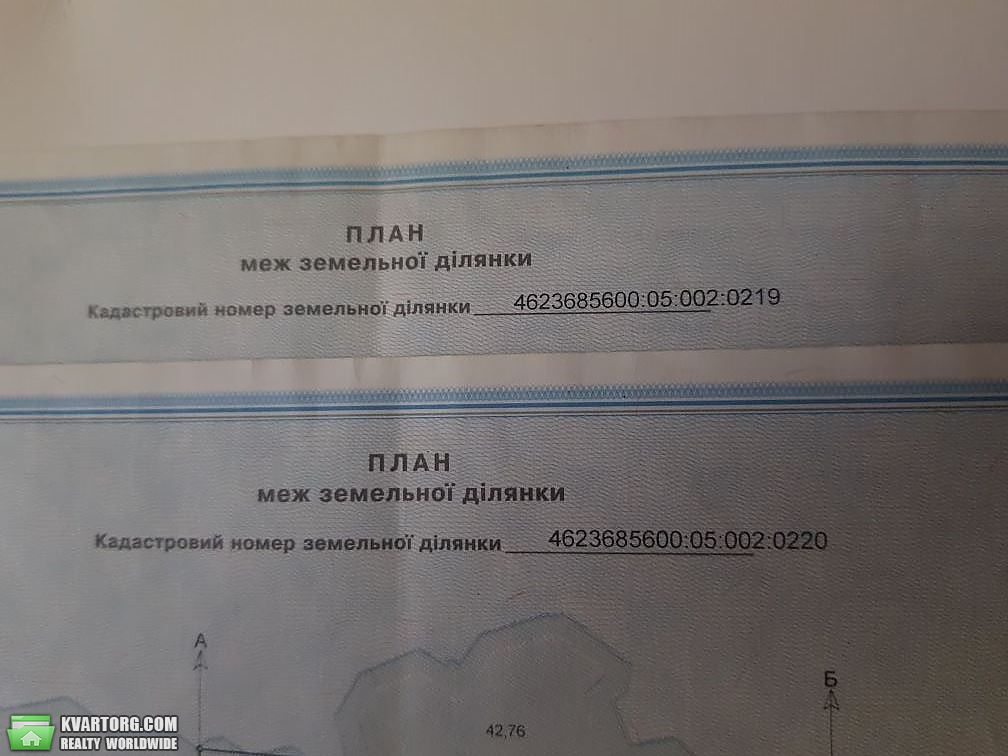 ПЛАН
меж земельної ділянки
Кадастровий номер земельної ділянки 4623685600:05:002:0219
ПЛАН
меж земельної ділянки
Кадастровий номер земельної ділянки 4623685600:05:002:0220
А
Б
42,76
KVARTORG.COM
REALTY WORLDWIDE